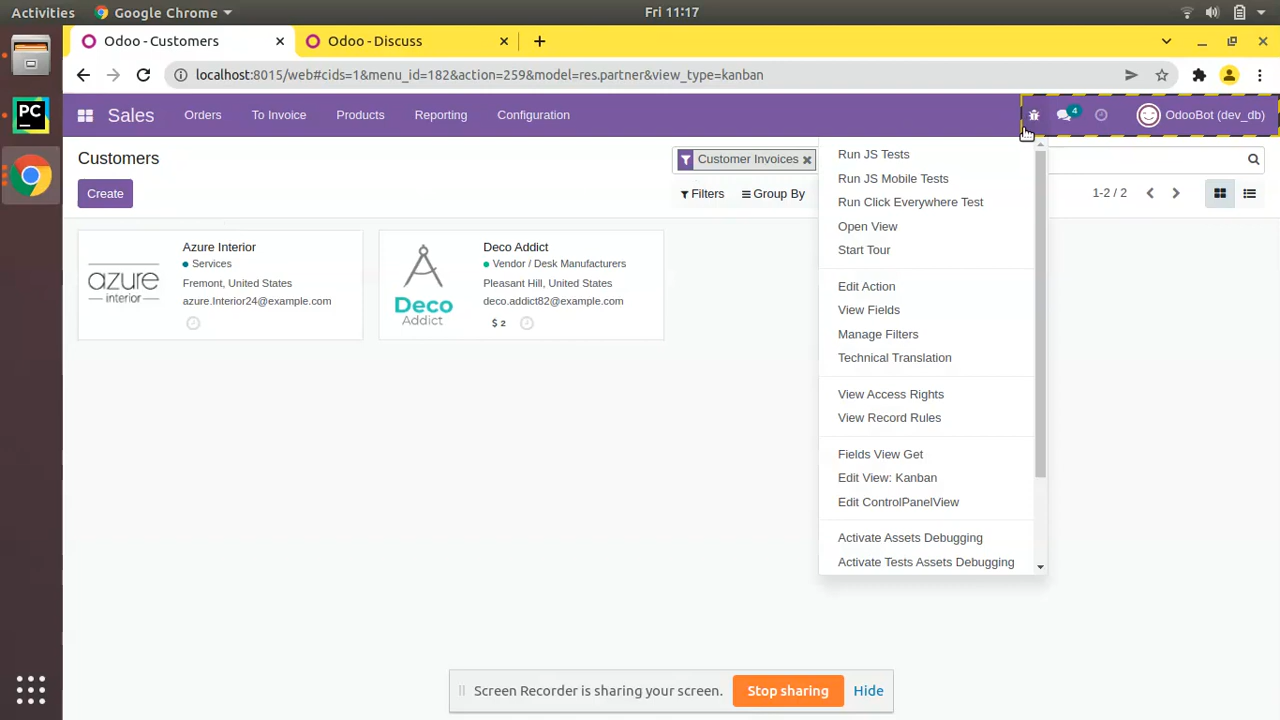 Activities Google Chrome Fri 11:17
Odoo - Customers Odoo - Discuss
localhost:8015/web#cids=1&menu_id=182&action=259&model=res.partner&view_type=kanban
PC
Sales Orders To Invoice Products Reporting Configuration 4 OdooBot (dev_db)
Customers
Customer Invoices
Create
Filters Group By 1-2 / 2
Run JS Tests
Run JS Mobile Tests
Run Click Everywhere Test
Open View
Start Tour
Edit Action
View Fields
Manage Filters
Technical Translation
View Access Rights
View Record Rules
Fields View Get
Edit View: Kanban
Edit ControlPanelView
Activate Assets Debugging
Activate Tests Assets Debugging
azure
interior
Azure Interior
Services
Fremont, United States
azure.Interior24@example.com
Deco
Addict
Deco Addict
Vendor / Desk Manufacturers
Pleasant Hill, United States
deco.addict82@example.com
$ 2
Screen Recorder is sharing your screen. Stop sharing Hide